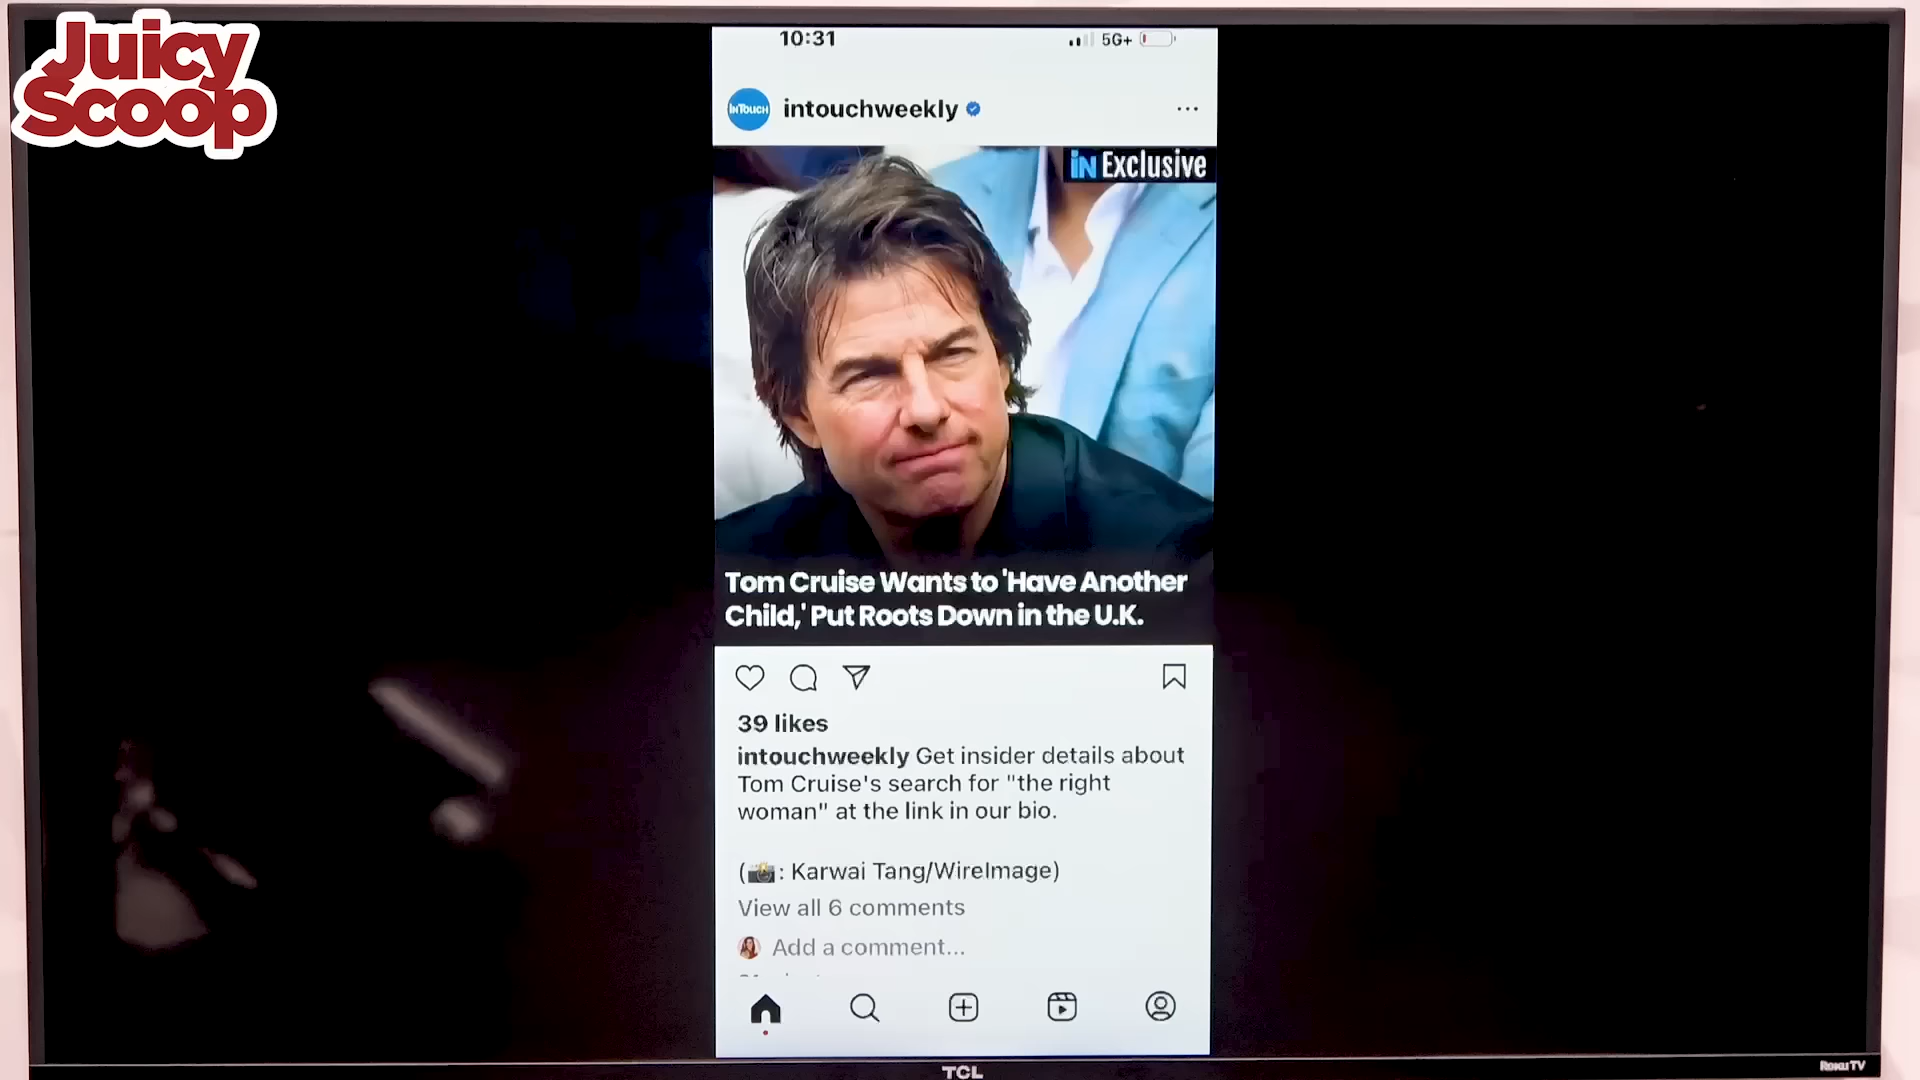 Juicy
Scoop
10:31
5G+
INTOUCH
intouchweekly
iN Exclusive
Tom Cruise Wants to 'Have Another
Child,' Put Roots Down in the U.K.
39 likes
intouchweekly Get insider details about
Tom Cruise's search for "the right
woman" at the link in our bio.
(📸: Karwai Tang/WireImage)
View all 6 comments
Add a comment...
TCL
Roku TV